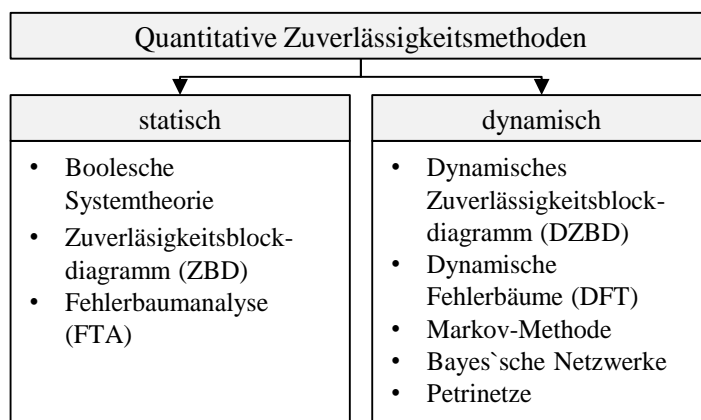 Quantitative Zuverlässigkeitsmethoden
statisch
• Boolesche
Systemtheorie
• Zuverläsigkeitsblock-
diagramm (ZBD)
• Fehlerbaumanalyse
(FTA)
dynamisch
• Dynamisches
Zuverlässigkeitsblock-
diagramm (DZBD)
• Dynamische
Fehlerbäume (DFT)
• Markov-Methode
• Bayes`sche Netzwerke
• Petrinetze